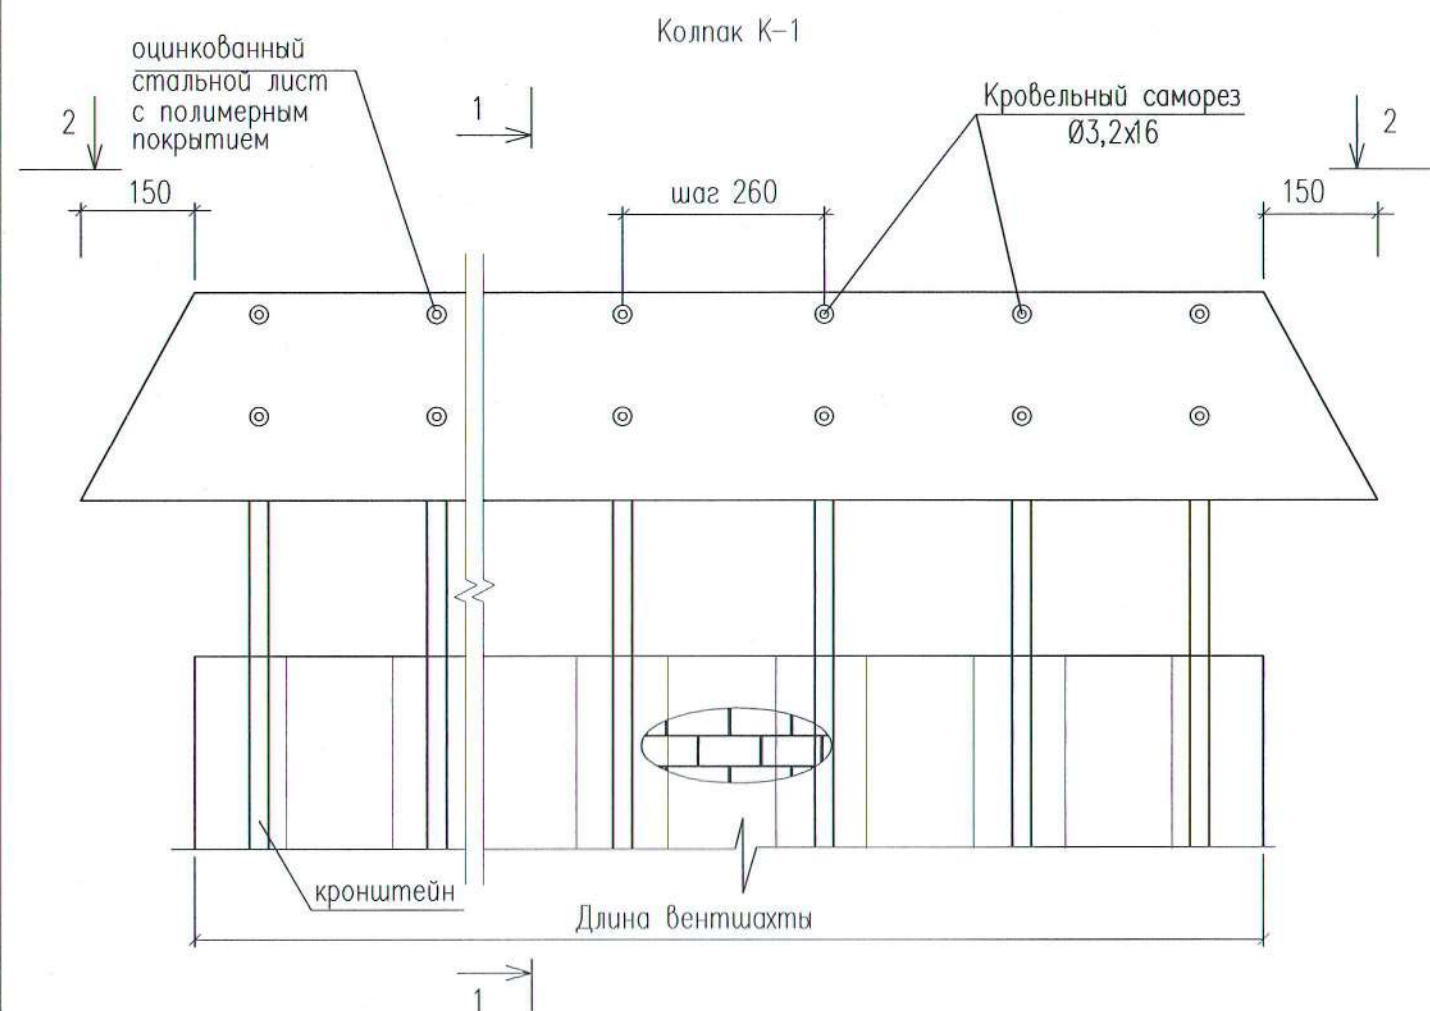 Колпак К-1
оцинкованный
стальной лист
с полимерным
покрытием
2
1
Кровельный саморез
Ø3,2х16
2
150
шаг 260
150
кронштейн
Длина вентшахты
1